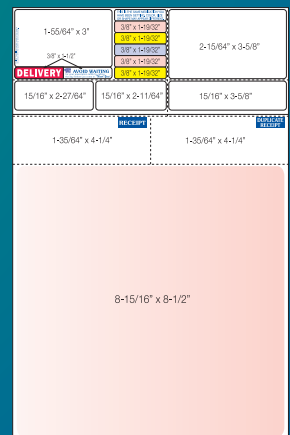 1-55/64" x 3"
3/8" x 1-1/2"
DELIVERY
AVOID WAITING
3/8" x 1-19/32"
3/8" x 1-19/32"
3/8" x 1-19/32"
3/8" x 1-19/32"
3/8" x 1-19/32"
2-15/64" x 3-5/8"
15/16" x 2-27/64"
15/16" x 2-11/64"
15/16" x 3-5/8"
RECEIPT
DUPLICATE
RECEIPT
1-35/64" x 4-1/4"
1-35/64" x 4-1/4"
8-15/16" x 8-1/2"